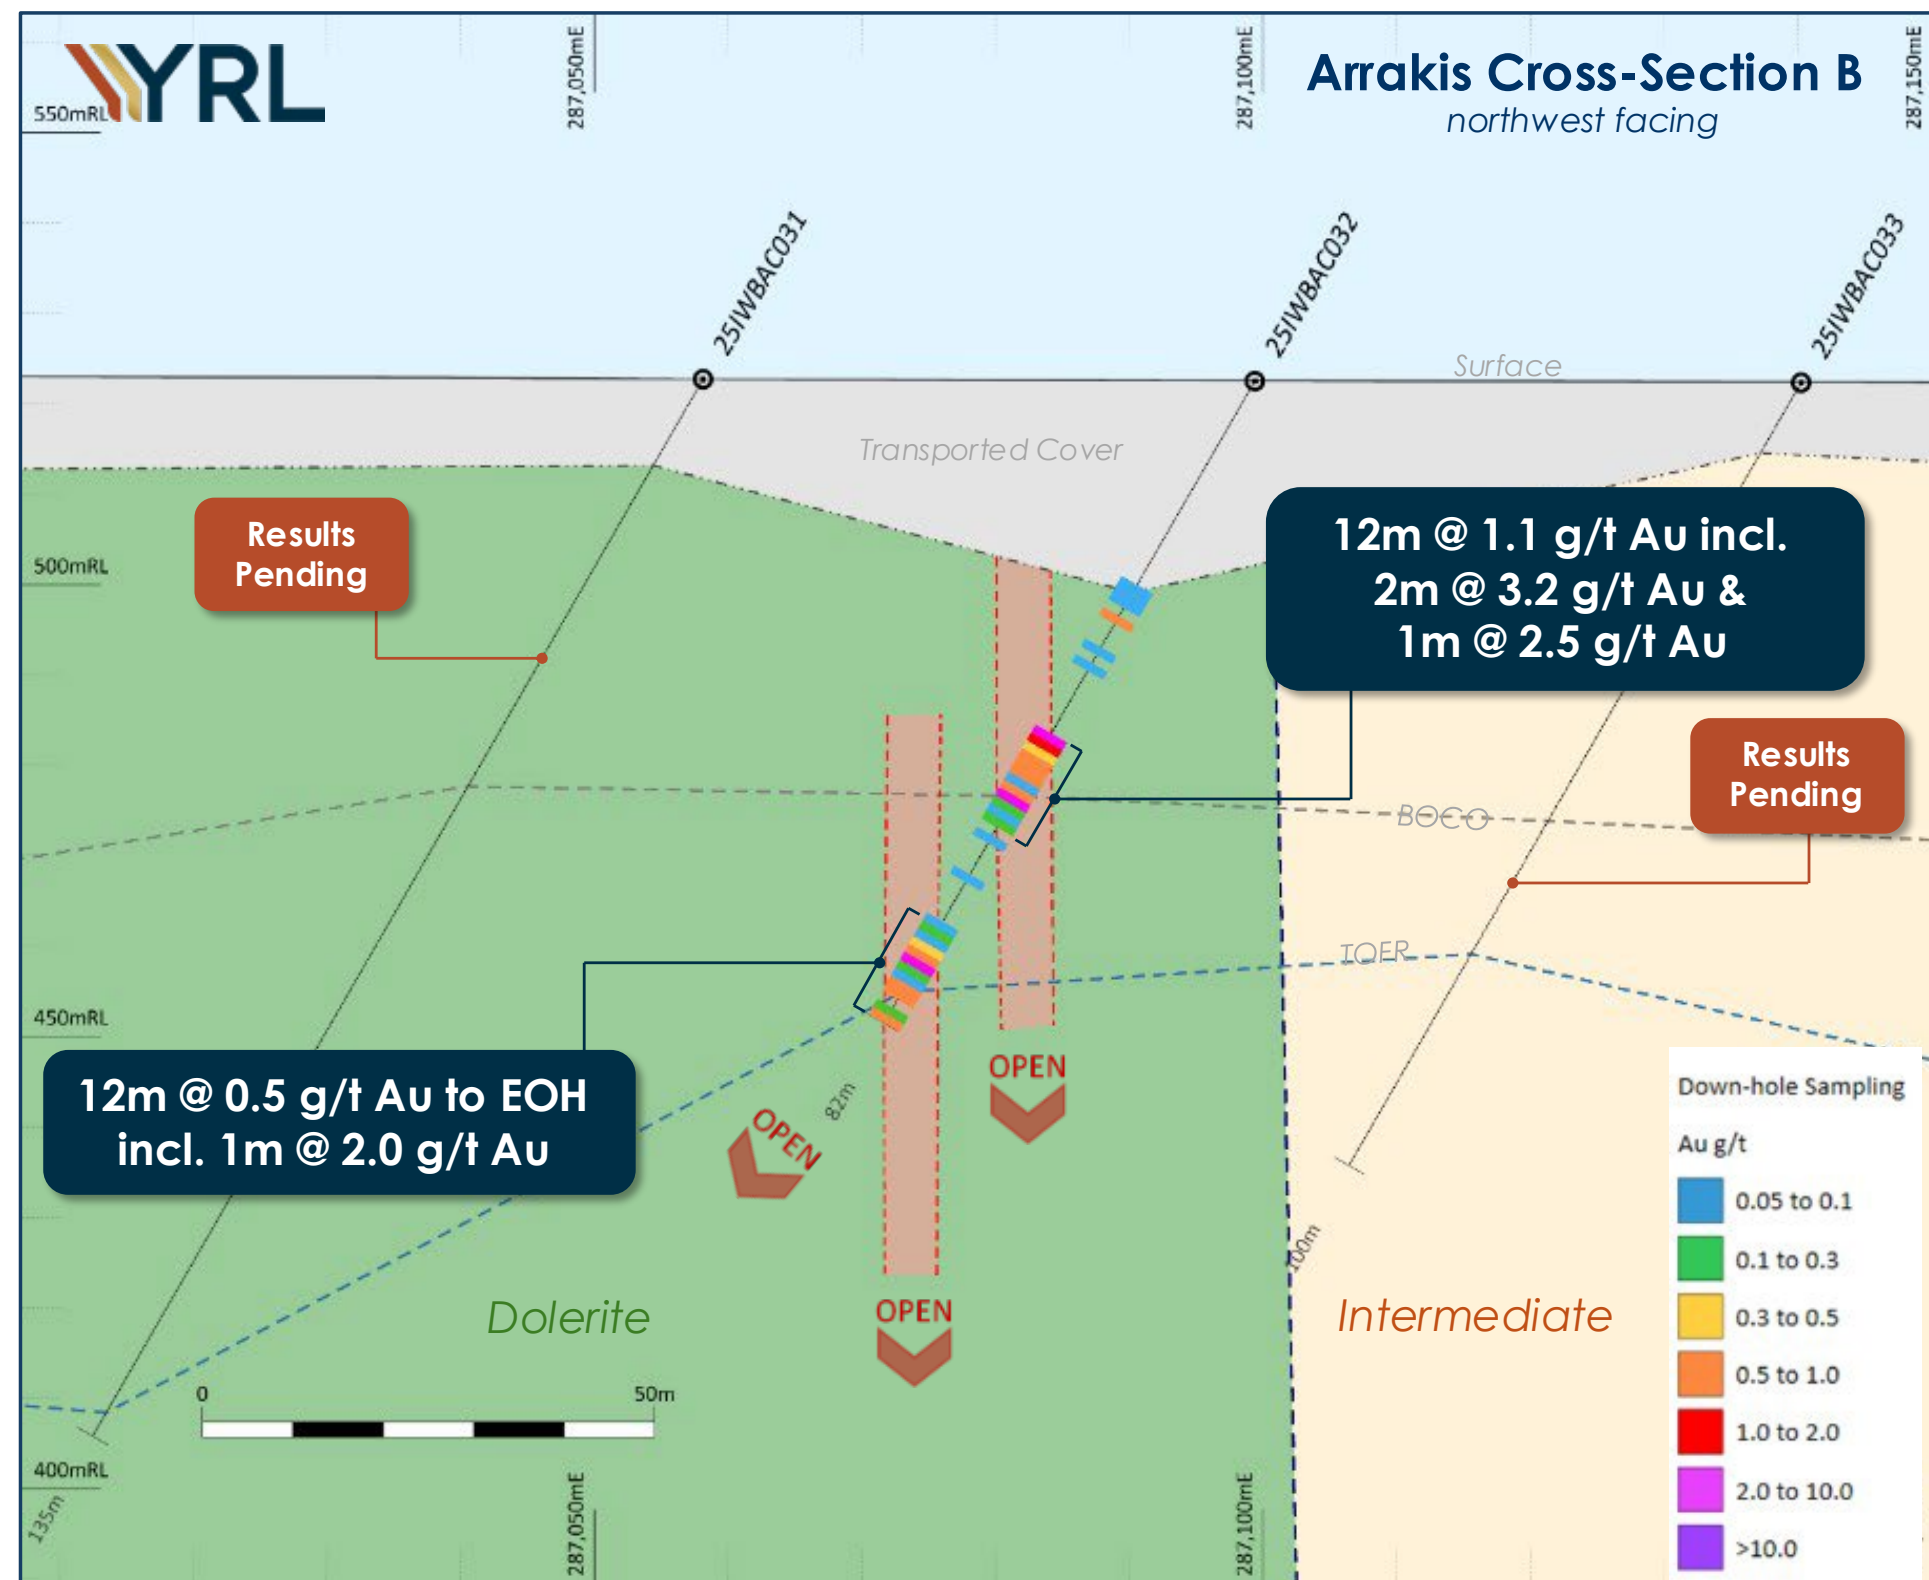 YRL
Arrakis Cross-Section B
northwest facing
287,050mE
287,100mE
287,150mE
550mRL
25IWBAC031
25IWBAC032
25IWBAC033
Surface
Transported Cover
Results
Pending
12m @ 1.1 g/t Au incl.
2m @ 3.2 g/t Au &
1m @ 2.5 g/t Au
500mRL
Results
Pending
BOCO
TOFR
450mRL
12m @ 0.5 g/t Au to EOH
incl. 1m @ 2.0 g/t Au
OPEN
82m
OPEN
100m
OPEN
Dolerite
Intermediate
0
50m
400mRL
135m
287,050mE
287,100mE
Down-hole Sampling
Au g/t
0.05 to 0.1
0.1 to 0.3
0.3 to 0.5
0.5 to 1.0
1.0 to 2.0
2.0 to 10.0
>10.0